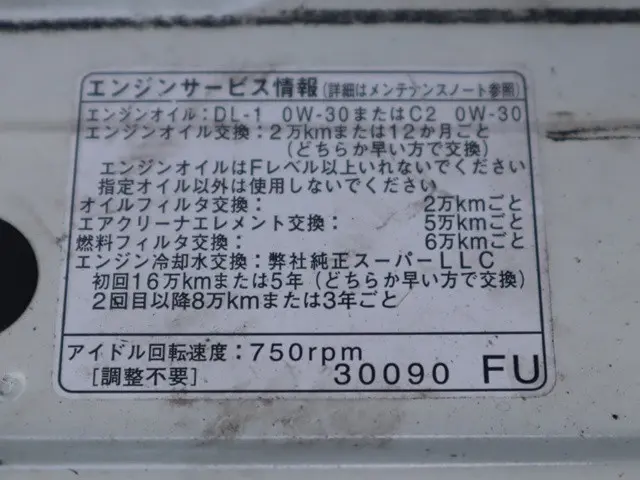 エンジンサービス情報(詳細はメンテナンスノート参照)
エンジンオイル:DL-1 0W-30またはC2 0W-30
エンジンオイル交換:2万kmまたは12か月ごと
(どちらか早い方で交換)
エンジンオイルはFレベル以上いれないでください
指定オイル以外は使用しないでください
オイルフィルタ交換: 2万kmごと
エアクリーナエレメント交換: 5万kmごと
燃料フィルタ交換: 6万kmごと
エンジン冷却水交換:弊社純正スーパーLLC
初回16万kmまたは5年(どちらか早い方で交換)
2回目以降8万kmまたは3年ごと
アイドル回転速度:750rpm
[調整不要] 30090 FU